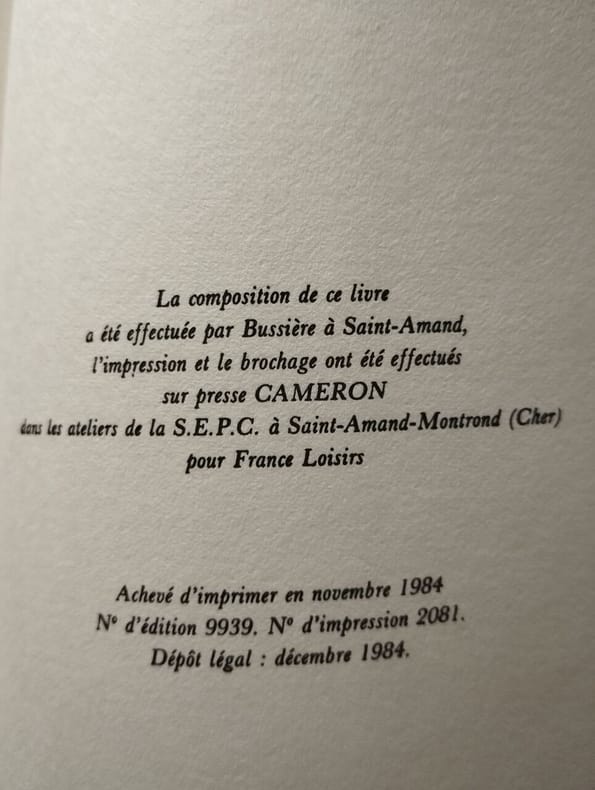 La composition de ce livre
a été effectuée par Bussière à Saint-Amand,
l'impression et le brochage ont été effectués
sur presse CAMERON
dans les ateliers de la S.E.P.C. à Saint-Amand-Montrond (Cher)
pour France Loisirs
Achevé d'imprimer en novembre 1984
Nº d'édition 9939. Nº d'impression 2081.
Dépôt légal : décembre 1984.